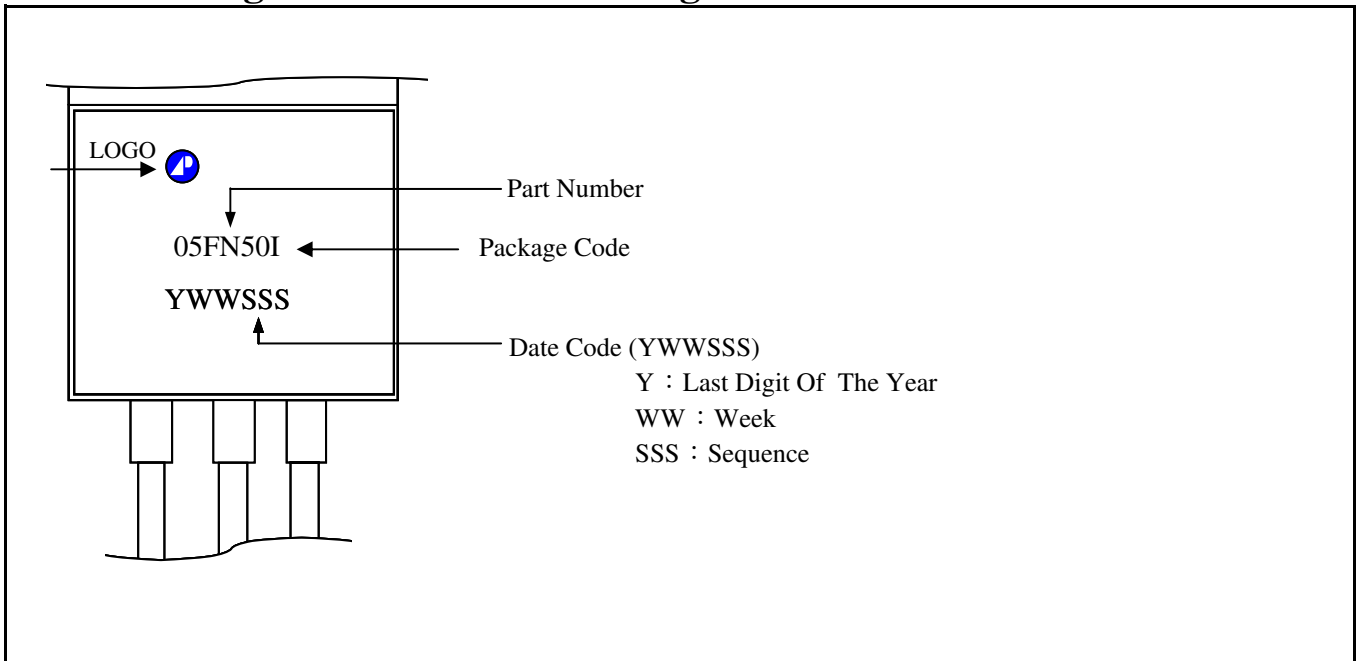 LOGO
Part Number
05FN50I
Package Code
YWWSSS
Date Code (YWWSSS)
Y：Last Digit Of The Year
WW：Week
SSS：Sequence